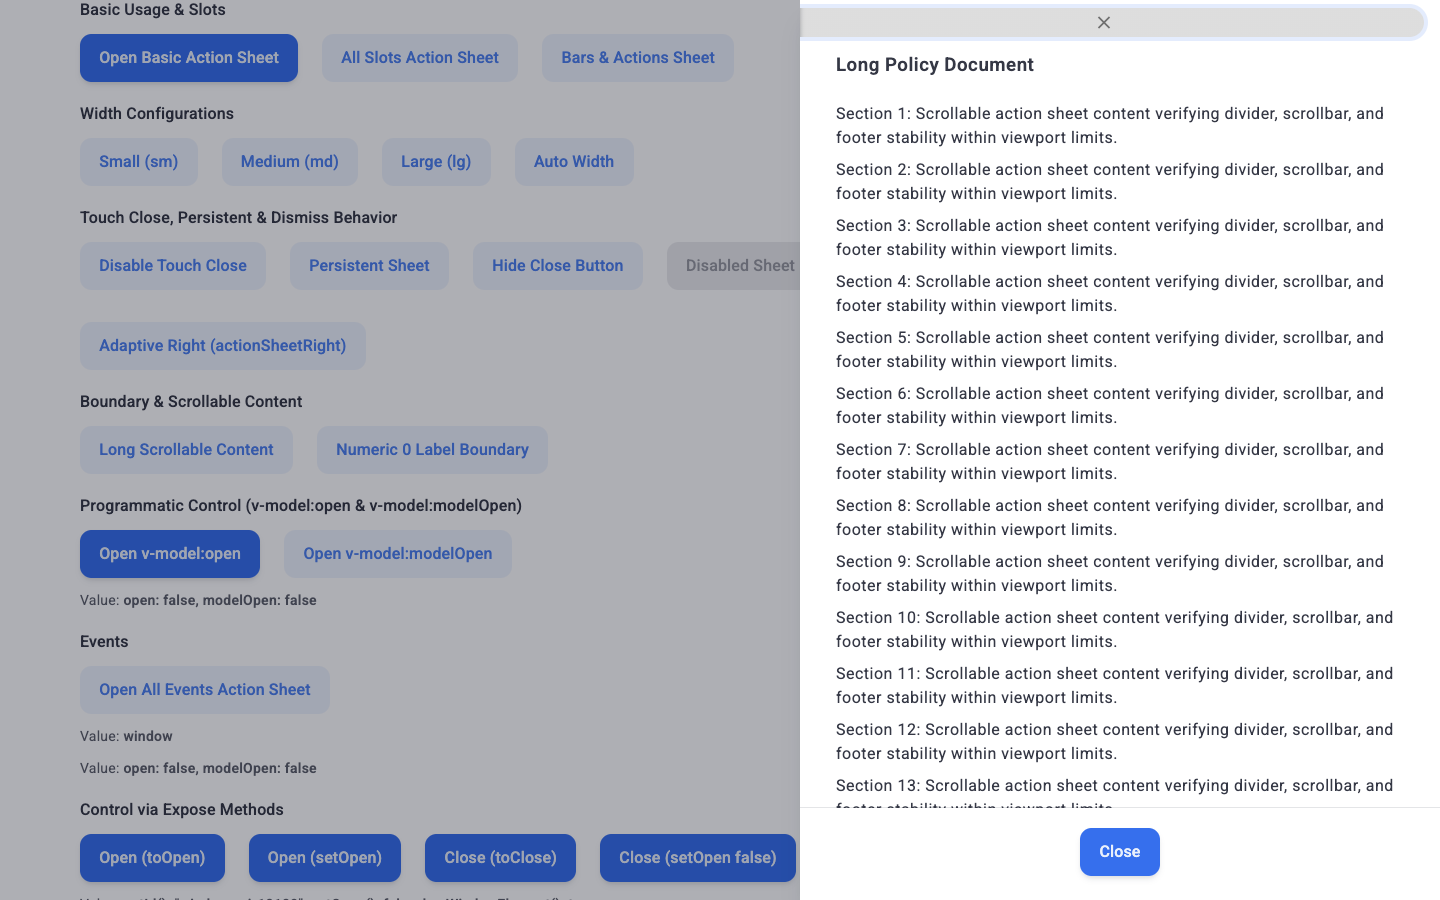 Basic Usage & Slots
Open Basic Action Sheet
All Slots Action Sheet
Bars & Actions Sheet
Width Configurations
Small (sm)
Medium (md)
Large (lg)
Auto Width
Touch Close, Persistent & Dismiss Behavior
Disable Touch Close
Persistent Sheet
Hide Close Button
Disabled Sheet
Adaptive Right (actionSheetRight)
Boundary & Scrollable Content
Long Scrollable Content
Numeric 0 Label Boundary
Programmatic Control (v-model:open & v-model:modelOpen)
Open v-model:open
Open v-model:modelOpen
Value: open: false, modelOpen: false
Events
Open All Events Action Sheet
Value: window
Value: open: false, modelOpen: false
Control via Expose Methods
Open (toOpen)
Open (setOpen)
Close (toClose)
Close (setOpen false)
Long Policy Document
Section 1: Scrollable action sheet content verifying divider, scrollbar, and
footer stability within viewport limits.
Section 2: Scrollable action sheet content verifying divider, scrollbar, and
footer stability within viewport limits.
Section 3: Scrollable action sheet content verifying divider, scrollbar, and
footer stability within viewport limits.
Section 4: Scrollable action sheet content verifying divider, scrollbar, and
footer stability within viewport limits.
Section 5: Scrollable action sheet content verifying divider, scrollbar, and
footer stability within viewport limits.
Section 6: Scrollable action sheet content verifying divider, scrollbar, and
footer stability within viewport limits.
Section 7: Scrollable action sheet content verifying divider, scrollbar, and
footer stability within viewport limits.
Section 8: Scrollable action sheet content verifying divider, scrollbar, and
footer stability within viewport limits.
Section 9: Scrollable action sheet content verifying divider, scrollbar, and
footer stability within viewport limits.
Section 10: Scrollable action sheet content verifying divider, scrollbar, and
footer stability within viewport limits.
Section 11: Scrollable action sheet content verifying divider, scrollbar, and
footer stability within viewport limits.
Section 12: Scrollable action sheet content verifying divider, scrollbar, and
footer stability within viewport limits.
Section 13: Scrollable action sheet content verifying divider, scrollbar, and
footer stability within viewport limits.
Close